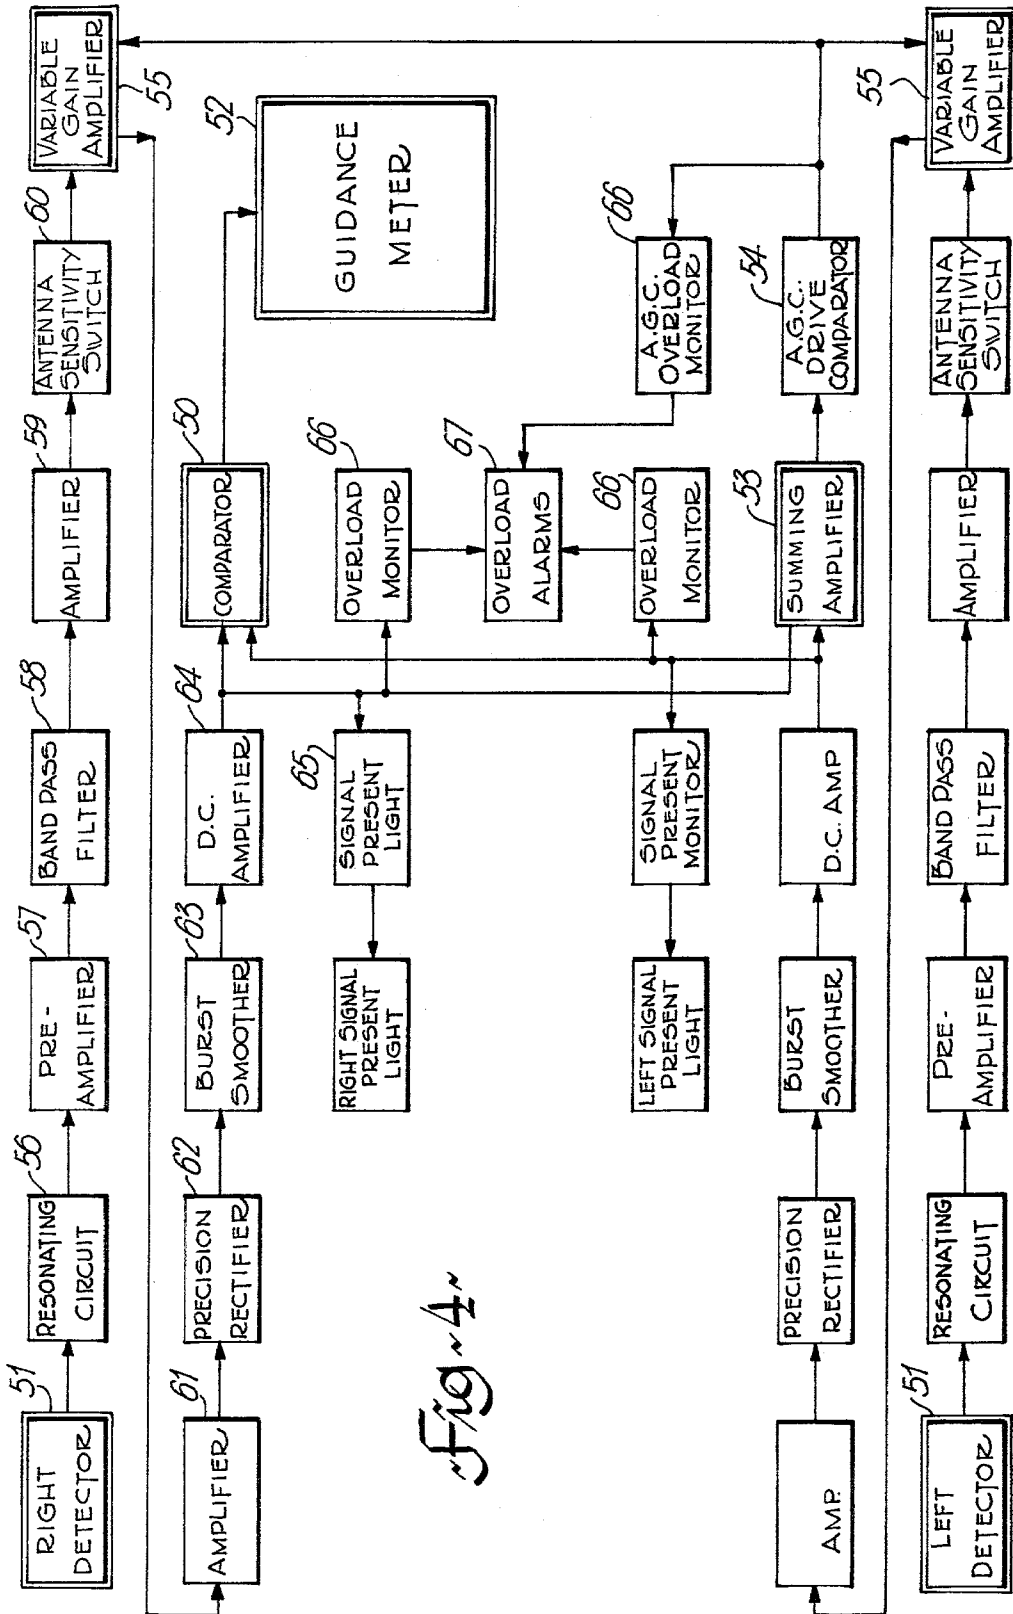 RIGHT
DETECTOR
51
RESONATING
CIRCUIT
56
PRE-
AMPLIFIER
57
BAND PASS
FILTER
58
AMPLIFIER
59
ANTENNA
SENSITIVITY
SWITCH
60
VARIABLE
GAIN
AMPLIFIER
55
AMPLIFIER
61
PRECISION
RECTIFIER
62
BURST
SMOOTHER
63
D.C.
AMPLIFIER
64
COMPARATOR
50
GUIDANCE
METER
52
RIGHT SIGNAL
PRESENT
LIGHT
SIGNAL
PRESENT
LIGHT
65
OVERLOAD
MONITOR
66
OVERLOAD
ALARMS
67
OVERLOAD
MONITOR
66
A.G.C.
OVERLOAD
MONITOR
66
LEFT SIGNAL
PRESENT
LIGHT
SIGNAL
PRESENT
MONITOR
AMP.
PRECISION
RECTIFIER
BURST
SMOOTHER
D.C. AMP
SUMMING
AMPLIFIER
53
A.G.C.
DRIVE
COMPARATOR
54
LEFT
DETECTOR
51
RESONATING
CIRCUIT
PRE-
AMPLIFIER
BAND PASS
FILTER
AMPLIFIER
ANTENNA
SENSITIVITY
SWITCH
VARIABLE
GAIN
AMPLIFIER
55
~Fig~4~